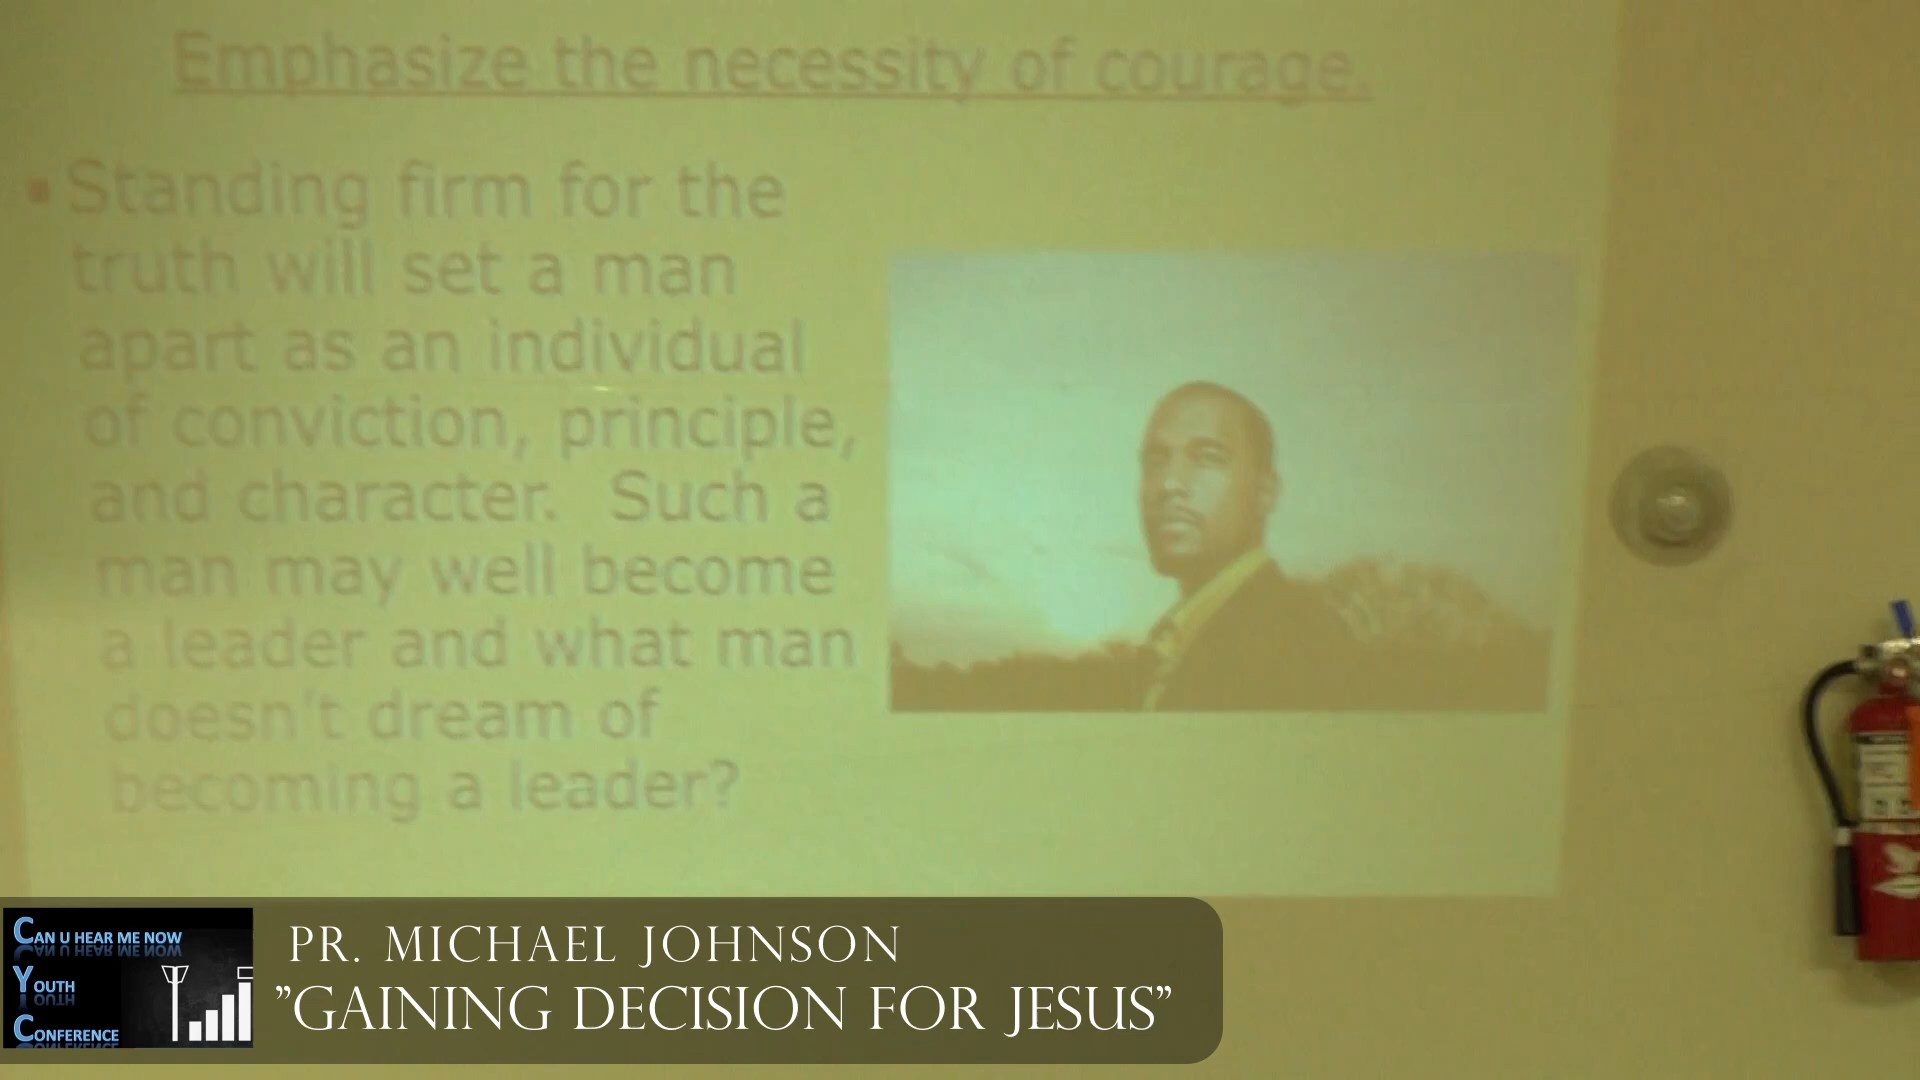 Emphasize the necessity of courage.
▪ Standing firm for the
truth will set a man
apart as an individual
of conviction, principle,
and character. Such a
man may well become
a leader and what man
doesn't dream of
becoming a leader?
CAN U HEAR ME NOW
YOUTH
CONFERENCE
PR. MICHAEL JOHNSON
"GAINING DECISION FOR JESUS"